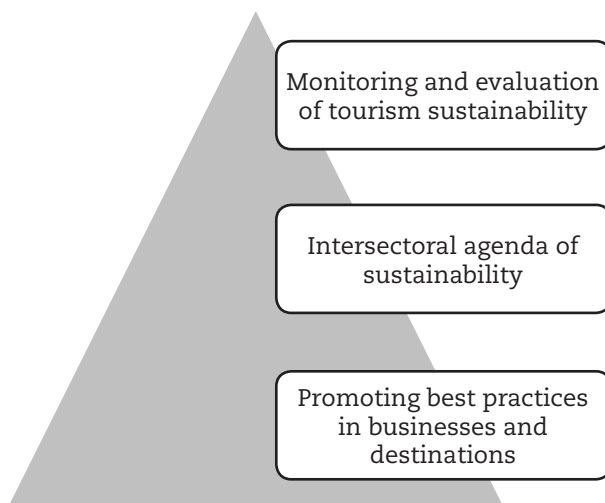 Monitoring and evaluation
of tourism sustainability
Intersectoral agenda of
sustainability
Promoting best practices
in businesses and
destinations